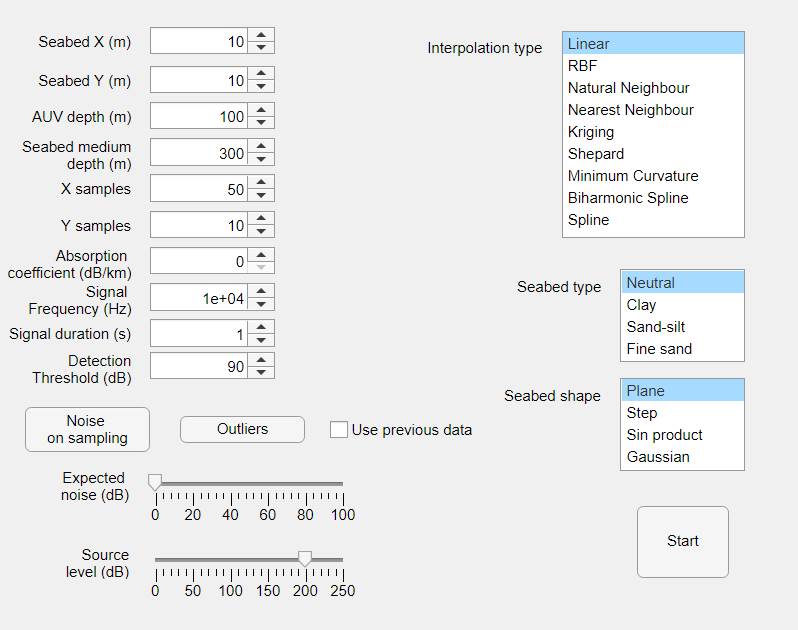 Seabed X (m) 10
Seabed Y (m) 10
AUV depth (m) 100
Seabed medium
depth (m) 300
X samples 50
Y samples 10
Absorption
coefficient (dB/km) 0
Signal
Frequency (Hz) 1e+04
Signal duration (s) 1
Detection
Threshold (dB) 90
Noise
on sampling
Outliers
Use previous data
Expected
noise (dB)
0 20 40 60 80 100
Source
level (dB)
0 50 100 150 200 250
Interpolation type
Linear
RBF
Natural Neighbour
Nearest Neighbour
Kriging
Shepard
Minimum Curvature
Biharmonic Spline
Spline
Seabed type
Neutral
Clay
Sand-silt
Fine sand
Seabed shape
Plane
Step
Sin product
Gaussian
Start